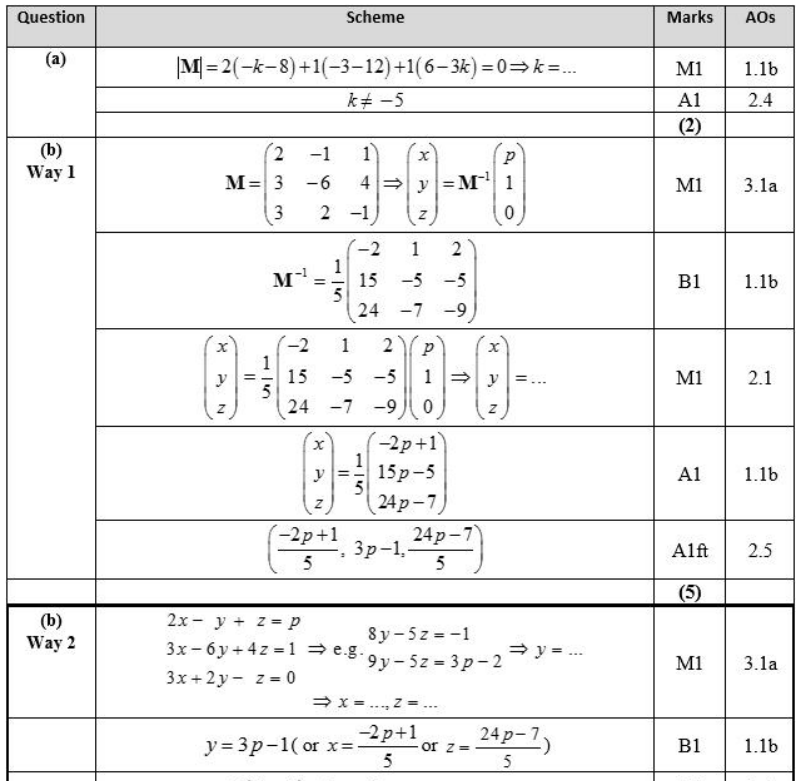 Question Scheme Marks AOs
(a) |M| = 2(−k−8)+1(−3−12)+1(6−3k) = 0 ⇒ k = ... M1 1.1b
k ≠ −5 A1 2.4
(2)
(b) Way 1 M = (2 −1 1; 3 −6 4; 3 2 −1) ⇒ (x; y; z) = M⁻¹ (p; 1; 0) M1 3.1a
M⁻¹ = 1/5 (−2 1 2; 15 −5 −5; 24 −7 −9) B1 1.1b
(x; y; z) = 1/5 (−2 1 2; 15 −5 −5; 24 −7 −9)(p; 1; 0) ⇒ (x; y; z) = ... M1 2.1
(x; y; z) = 1/5 (−2p+1; 15p−5; 24p−7) A1 1.1b
((−2p+1)/5, 3p−1, (24p−7)/5) A1ft 2.5
(5)
(b) Way 2
2x − y + z = p
3x − 6y + 4z = 1 ⇒ e.g. 8y − 5z = −1
9y − 5z = 3p − 2 ⇒ y = ... M1 3.1a
3x + 2y − z = 0
⇒ x = ..., z = ...
y = 3p−1( or x = (−2p+1)/5 or z = (24p−7)/5) B1 1.1b